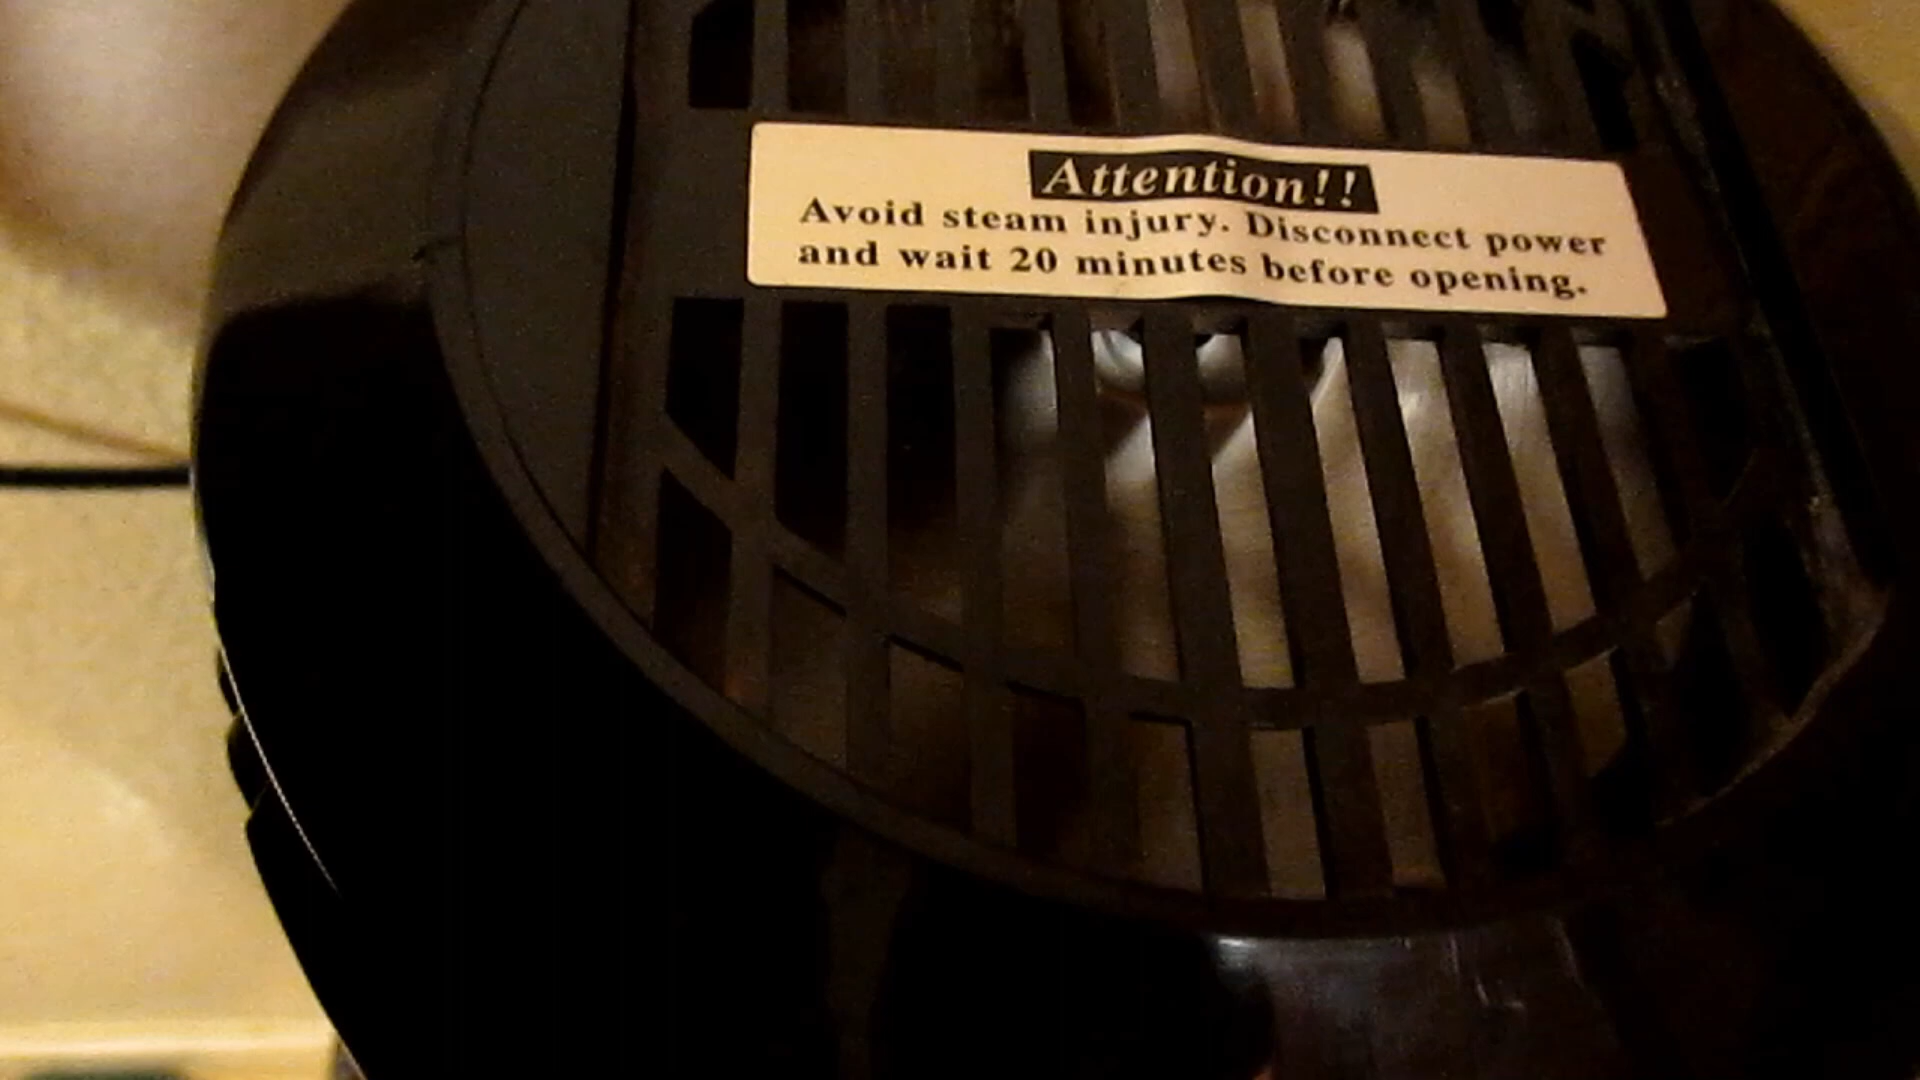 Attention!!
Avoid steam injury. Disconnect power
and wait 20 minutes before opening.